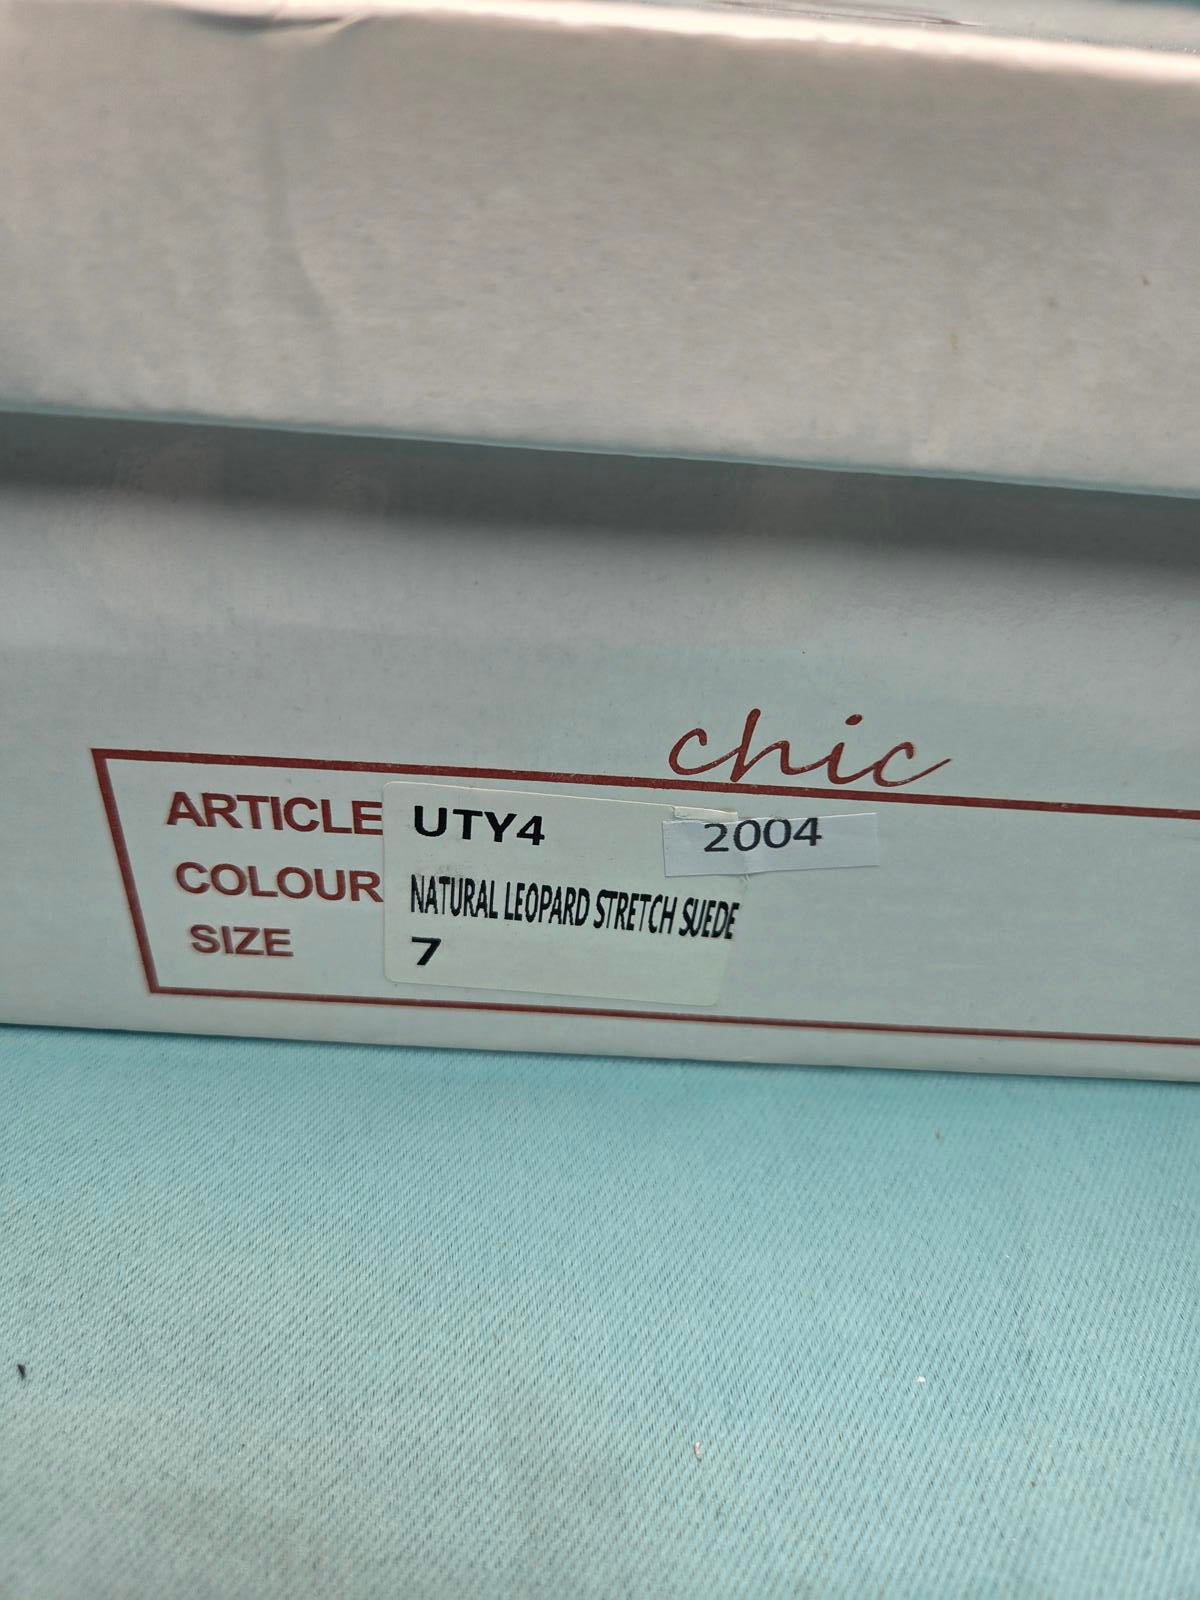 chic
ARTICLE UTY4 2004
COLOUR NATURAL LEOPARD STRETCH SUEDE
SIZE 7